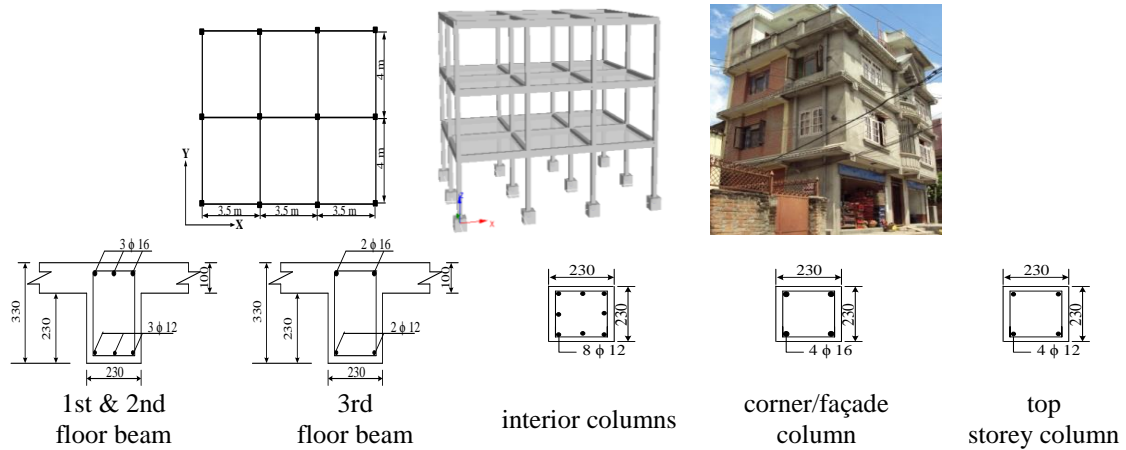 4 m
4 m
Y
X
3.5 m
3.5 m
3.5 m
X
3 ϕ 16
330
230
100
3 ϕ 12
230
2 ϕ 16
330
230
100
2 ϕ 12
230
230
230
8 ϕ 12
230
230
4 ϕ 16
230
230
4 ϕ 12
1st & 2nd
floor beam
3rd
floor beam
interior columns
corner/façade
column
top
storey column